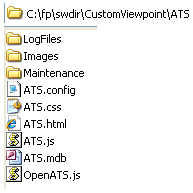 C:\fp\swdir\CustomViewpoint\ATS
LogFiles
Images
Maintenance
ATS.config
ATS.css
ATS.html
ATS.js
ATS.mdb
OpenATS.js